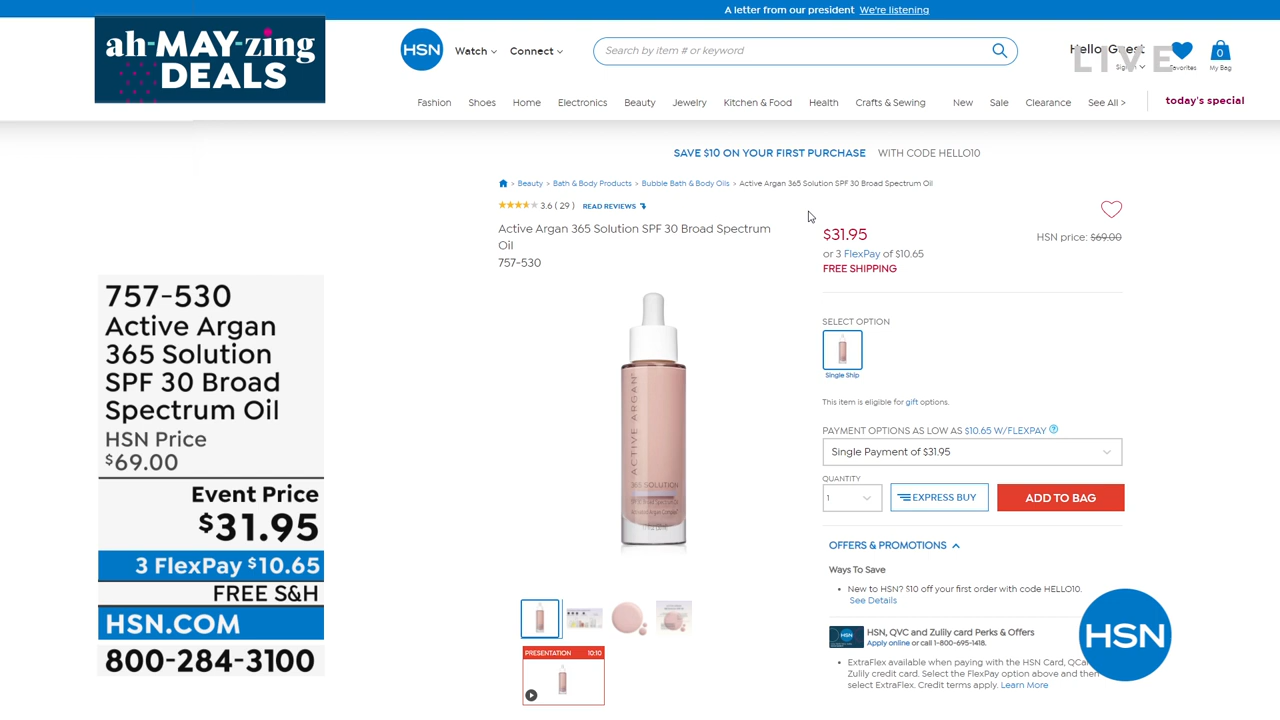 A letter from our president We're listening
ah-MAY-zing
DEALS
HSN
Watch
Connect
Search by item # or keyword
Hello Guest
LIVE
Favorites
0
My Bag
Fashion Shoes Home Electronics Beauty Jewelry Kitchen & Food Health Crafts & Sewing New Sale Clearance See All > today's special
SAVE $10 ON YOUR FIRST PURCHASE WITH CODE HELLO10
> Beauty > Bath & Body Products > Bubble Bath & Body Oils > Active Argan 365 Solution SPF 30 Broad Spectrum Oil
3.6 ( 29 ) READ REVIEWS
Active Argan 365 Solution SPF 30 Broad Spectrum
Oil
757-530
$31.95
HSN price: $69.00
or 3 FlexPay of $10.65
FREE SHIPPING
SELECT OPTION
Single Ship
This item is eligible for gift options.
PAYMENT OPTIONS AS LOW AS $10.65 W/FLEXPAY
Single Payment of $31.95
QUANTITY
1
EXPRESS BUY
ADD TO BAG
OFFERS & PROMOTIONS
Ways To Save
• New to HSN? $10 off your first order with code HELLO10.
See Details
HSN
HSN, QVC and Zulily card Perks & Offers
Apply online or call 1-800-695-1418.
• ExtraFlex available when paying with the HSN Card, QCa
Zulily credit card. Select the FlexPay option above and then
select ExtraFlex. Credit terms apply. Learn More
HSN
ACTIVE ARGAN
365 SOLUTION
PRESENTATION 10:10
757-530
Active Argan
365 Solution
SPF 30 Broad
Spectrum Oil
HSN Price
$69.00
Event Price
$31.95
3 FlexPay $10.65
FREE S&H
HSN.COM
800-284-3100